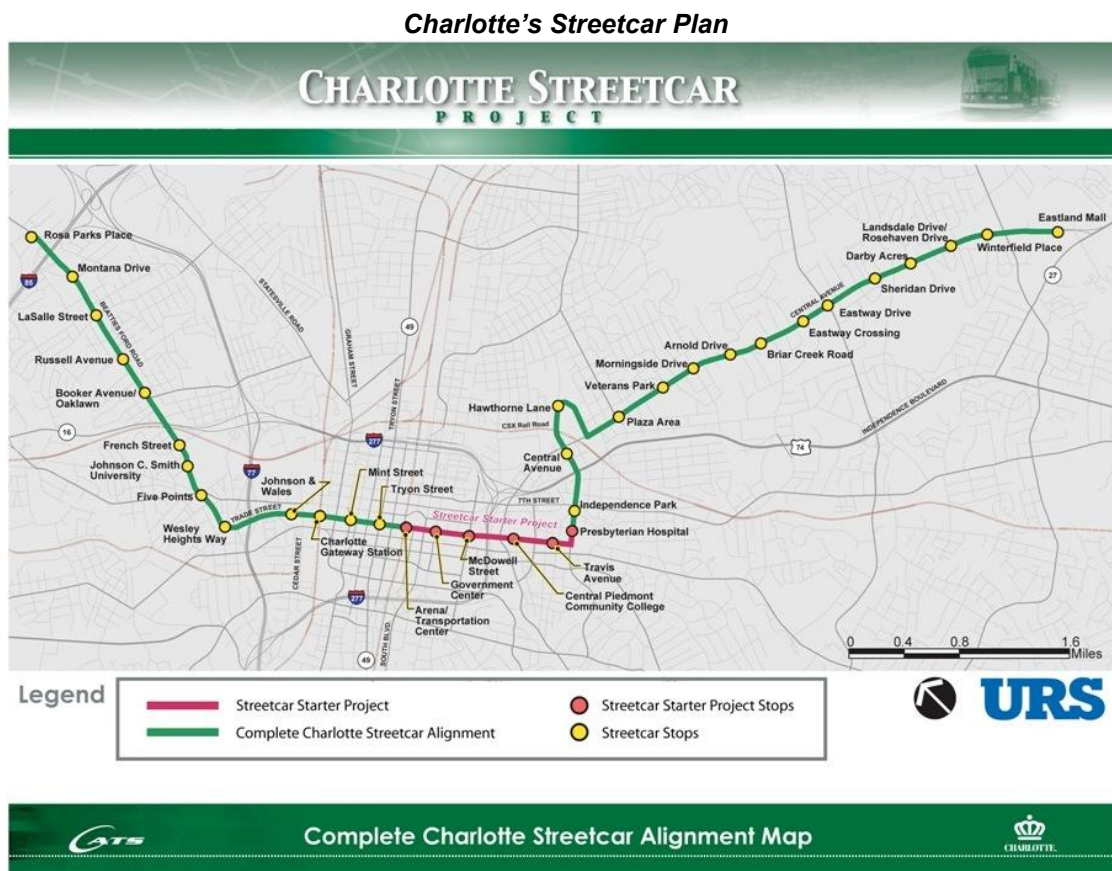 Charlotte's Streetcar Plan
CHARLOTTE STREETCAR
PROJECT
Rosa Parks Place
85
Montana Drive
BEATTIES FORD ROAD
LaSalle Street
Russell Avenue
Booker Avenue/
Oaklawn
16
French Street
Johnson C. Smith
University
Five Points
Wesley
Heights Way
TRADE STREET
77
Johnson &
Wales
CEDAR STREET
Charlotte
Gateway Station
Mint Street
Tryon Street
STATESVILLE ROAD
GRAHAM STREET
TRYON STREET
49
277
Streetcar Starter Project
Arena/
Transportation
Center
Government
Center
McDowell
Street
Central Piedmont
Community College
Travis
Avenue
Presbyterian Hospital
Independence Park
7TH STREET
Central
Avenue
CSX Rail Road
Hawthorne Lane
Plaza Area
Veterans Park
Morningside Drive
Arnold Drive
Briar Creek Road
Eastway Crossing
Eastway Drive
CENTRAL AVENUE
Sheridan Drive
Darby Acres
Landsdale Drive/
Rosehaven Drive
Winterfield Place
Eastland Mall
27
INDEPENDENCE BOULEVARD
74
277
49
SOUTH BLVD.
0 0.4 0.8 1.6
Miles
Legend
Streetcar Starter Project
Streetcar Starter Project Stops
Complete Charlotte Streetcar Alignment
Streetcar Stops
URS
CATS
Complete Charlotte Streetcar Alignment Map
CHARLOTTE.